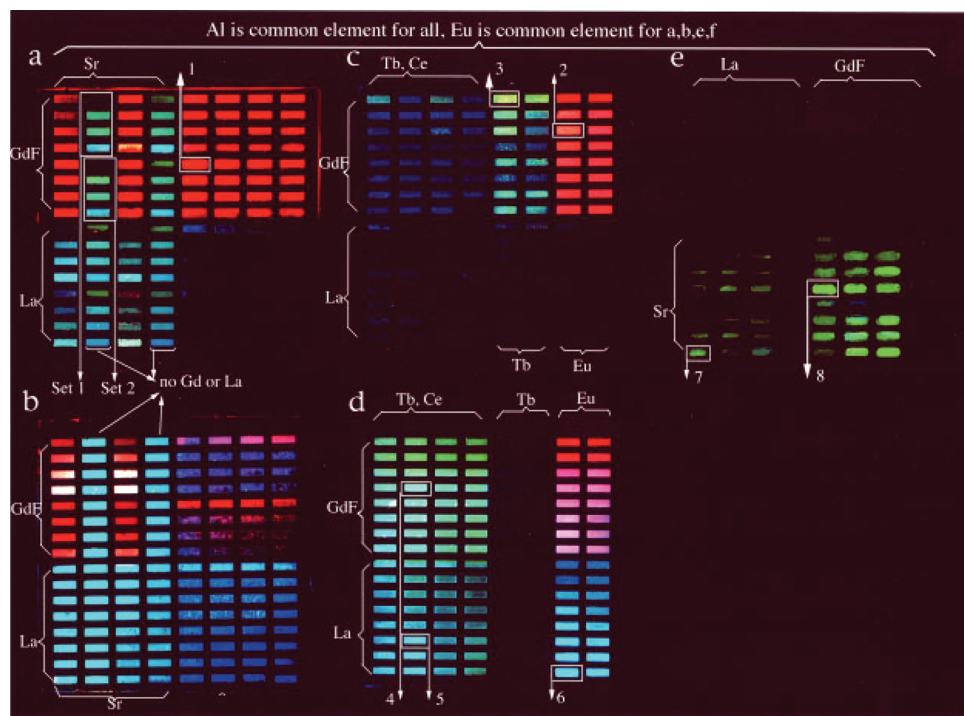 Al is common element for all, Eu is common element for a,b,e,f
a
Sr
1
GdF
La
Set 1
Set 2
no Gd or La
c
Tb, Ce
3
2
GdF
La
Tb
Eu
e
La
GdF
Sr
7
8
b
GdF
La
Sr
d
Tb, Ce
Tb
Eu
GdF
La
4
5
6